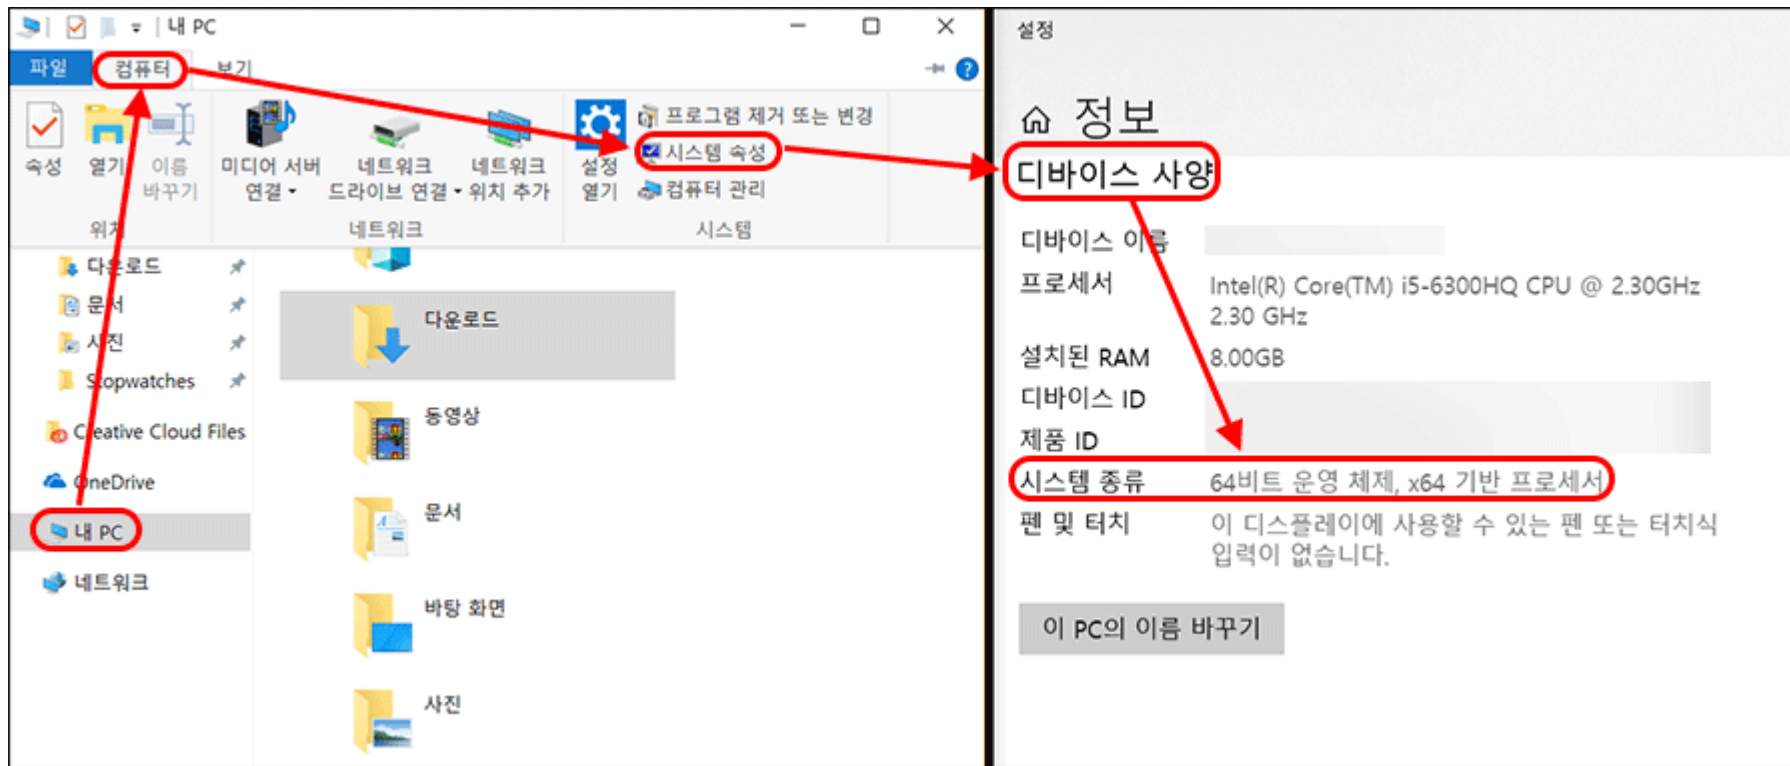 내 PC
파일 컴퓨터 보기
속성 열기 이름 바꾸기
미디어 서버 연결
네트워크 드라이브 연결
네트워크 위치 추가
설정 열기
프로그램 제거 또는 변경
시스템 속성
컴퓨터 관리
위치 네트워크 시스템
다운로드
문서
사진
Stopwatches
Creative Cloud Files
OneDrive
내 PC
네트워크
다운로드
동영상
문서
바탕 화면
사진
설정
정보
디바이스 사양
디바이스 이름
프로세서 Intel(R) Core(TM) i5-6300HQ CPU @ 2.30GHz
2.30 GHz
설치된 RAM 8.00GB
디바이스 ID
제품 ID
시스템 종류 64비트 운영 체제, x64 기반 프로세서
펜 및 터치 이 디스플레이에 사용할 수 있는 펜 또는 터치식
입력이 없습니다.
이 PC의 이름 바꾸기